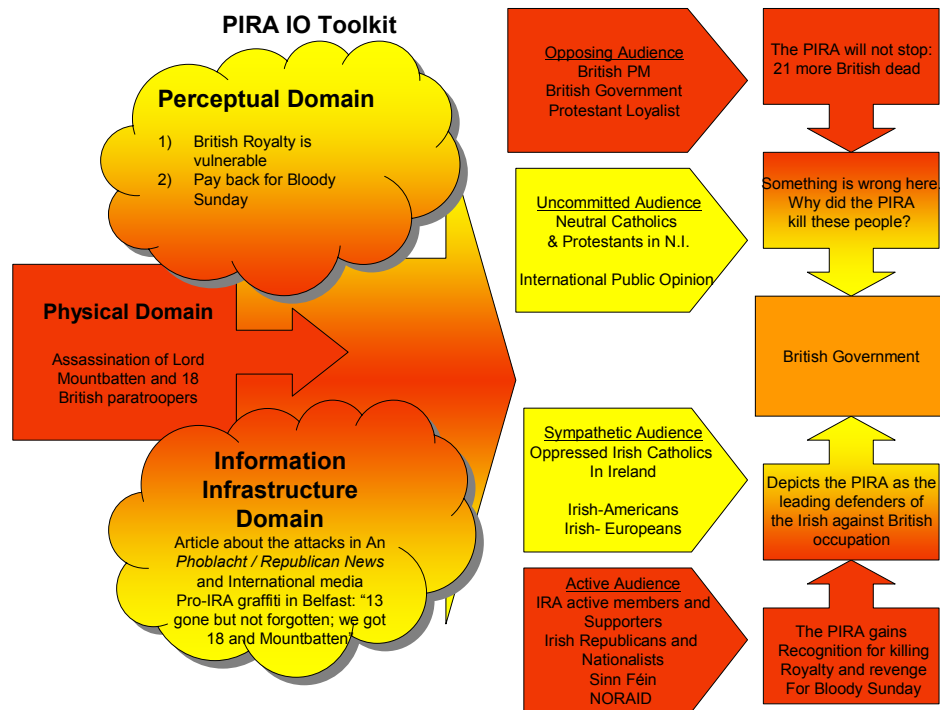 PIRA IO Toolkit
Perceptual Domain
1) British Royalty is
vulnerable
2) Pay back for Bloody
Sunday
Physical Domain
Assassination of Lord
Mountbatten and 18
British paratroopers
Information
Infrastructure
Domain
Article about the attacks in An
Phoblacht / Republican News
and International media
Pro-IRA graffiti in Belfast: “13
gone but not forgotten; we got
18 and Mountbatten”
Opposing Audience
British PM
British Government
Protestant Loyalist
The PIRA will not stop:
21 more British dead
Uncommitted Audience
Neutral Catholics
& Protestants in N.I.
International Public Opinion
Something is wrong here.
Why did the PIRA
kill these people?
British Government
Sympathetic Audience
Oppressed Irish Catholics
In Ireland
Irish-Americans
Irish- Europeans
Depicts the PIRA as the
leading defenders of
the Irish against British
occupation
Active Audience
IRA active members and
Supporters
Irish Republicans and
Nationalists
Sinn Féin
NORAID
The PIRA gains
Recognition for killing
Royalty and revenge
For Bloody Sunday